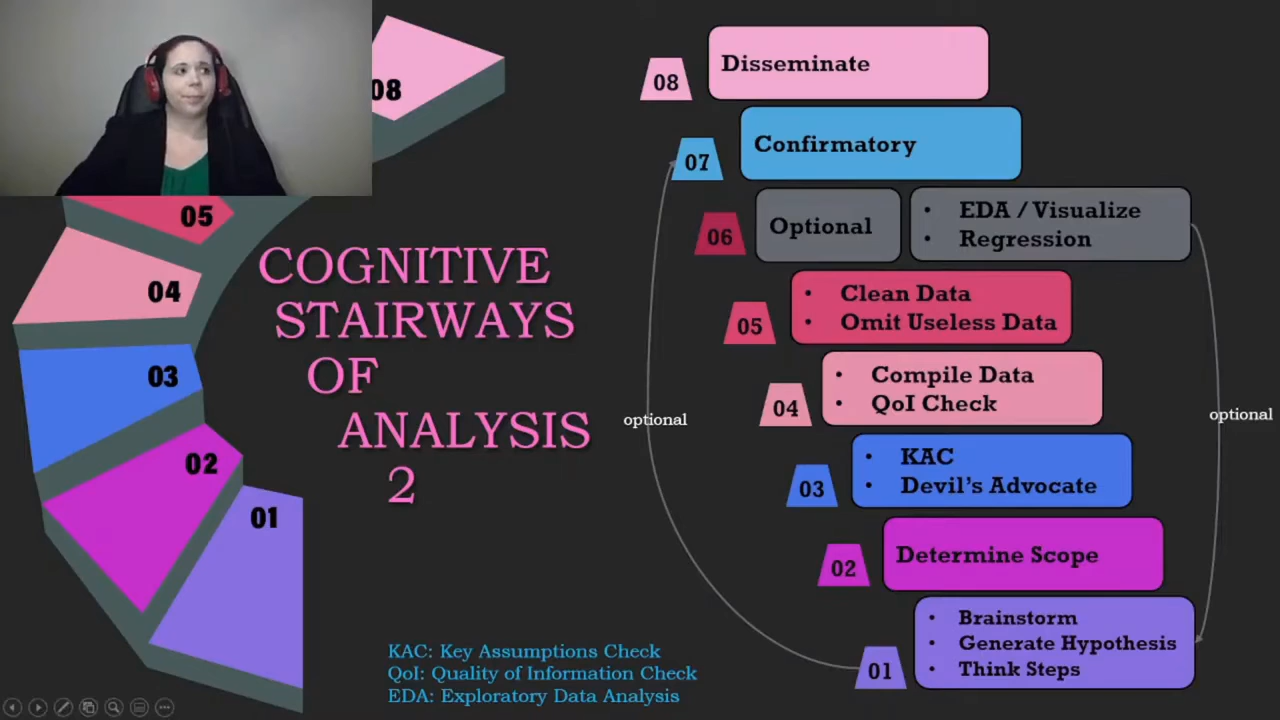 08
05
04
03
02
01
COGNITIVE
STAIRWAYS
OF
ANALYSIS
2
08
Disseminate
07
Confirmatory
06
Optional
• EDA / Visualize
• Regression
05
• Clean Data
• Omit Useless Data
04
• Compile Data
• QoI Check
optional
optional
03
• KAC
• Devil's Advocate
02
Determine Scope
01
• Brainstorm
• Generate Hypothesis
• Think Steps
KAC: Key Assumptions Check
QoI: Quality of Information Check
EDA: Exploratory Data Analysis